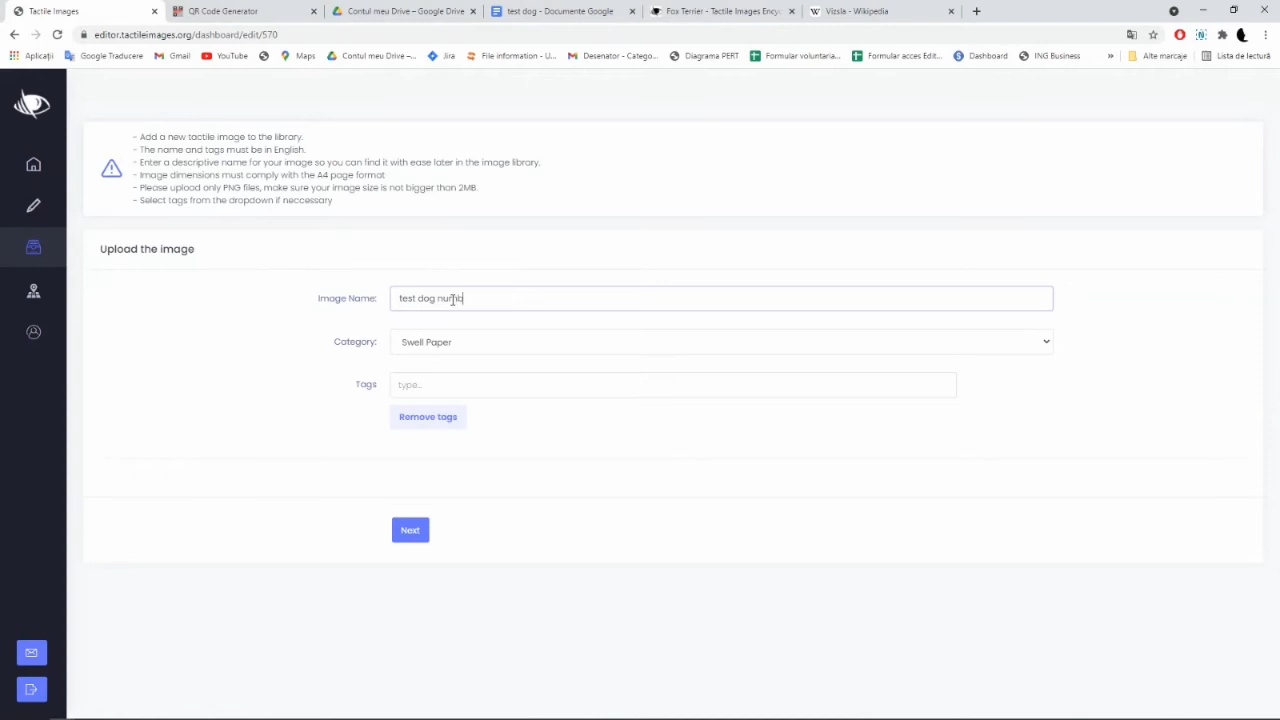 Tactile Images
QR Code Generator
Contul meu Drive – Google Drive
test dog - Documente Google
Fox Terrier - Tactile Images Ency
Vizsla - Wikipedia
editor.tactileimages.org/dashboard/edit/570
Aplicații
Google Traducere
Gmail
YouTube
Maps
Contul meu Drive –...
Jira
File information - U...
Desenator - Catego...
Diagrama PERT
Formular voluntaria...
Formular acces Edit...
Dashboard
ING Business
»
Alte marcaje
Lista de lectură
- Add a new tactile image to the library.
- The name and tags must be in English.
- Enter a descriptive name for your image so you can find it with ease later in the image library.
- Image dimensions must comply with the A4 page format
- Please upload only PNG files, make sure your image size is not bigger than 2MB.
- Select tags from the dropdown if neccessary
Upload the image
Image Name:
test dog numb
Category:
Swell Paper
Tags
type...
Remove tags
Next